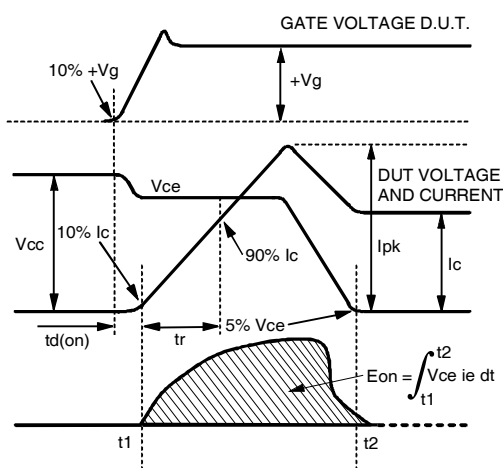 GATE VOLTAGE D.U.T.
10% +Vg
+Vg
DUT VOLTAGE
AND CURRENT
Vce
10% Ic
Vcc
90% Ic
Ipk
Ic
td(on)
tr
5% Vce
t2
Eon = ∫ Vce ie dt
t1
t1
t2